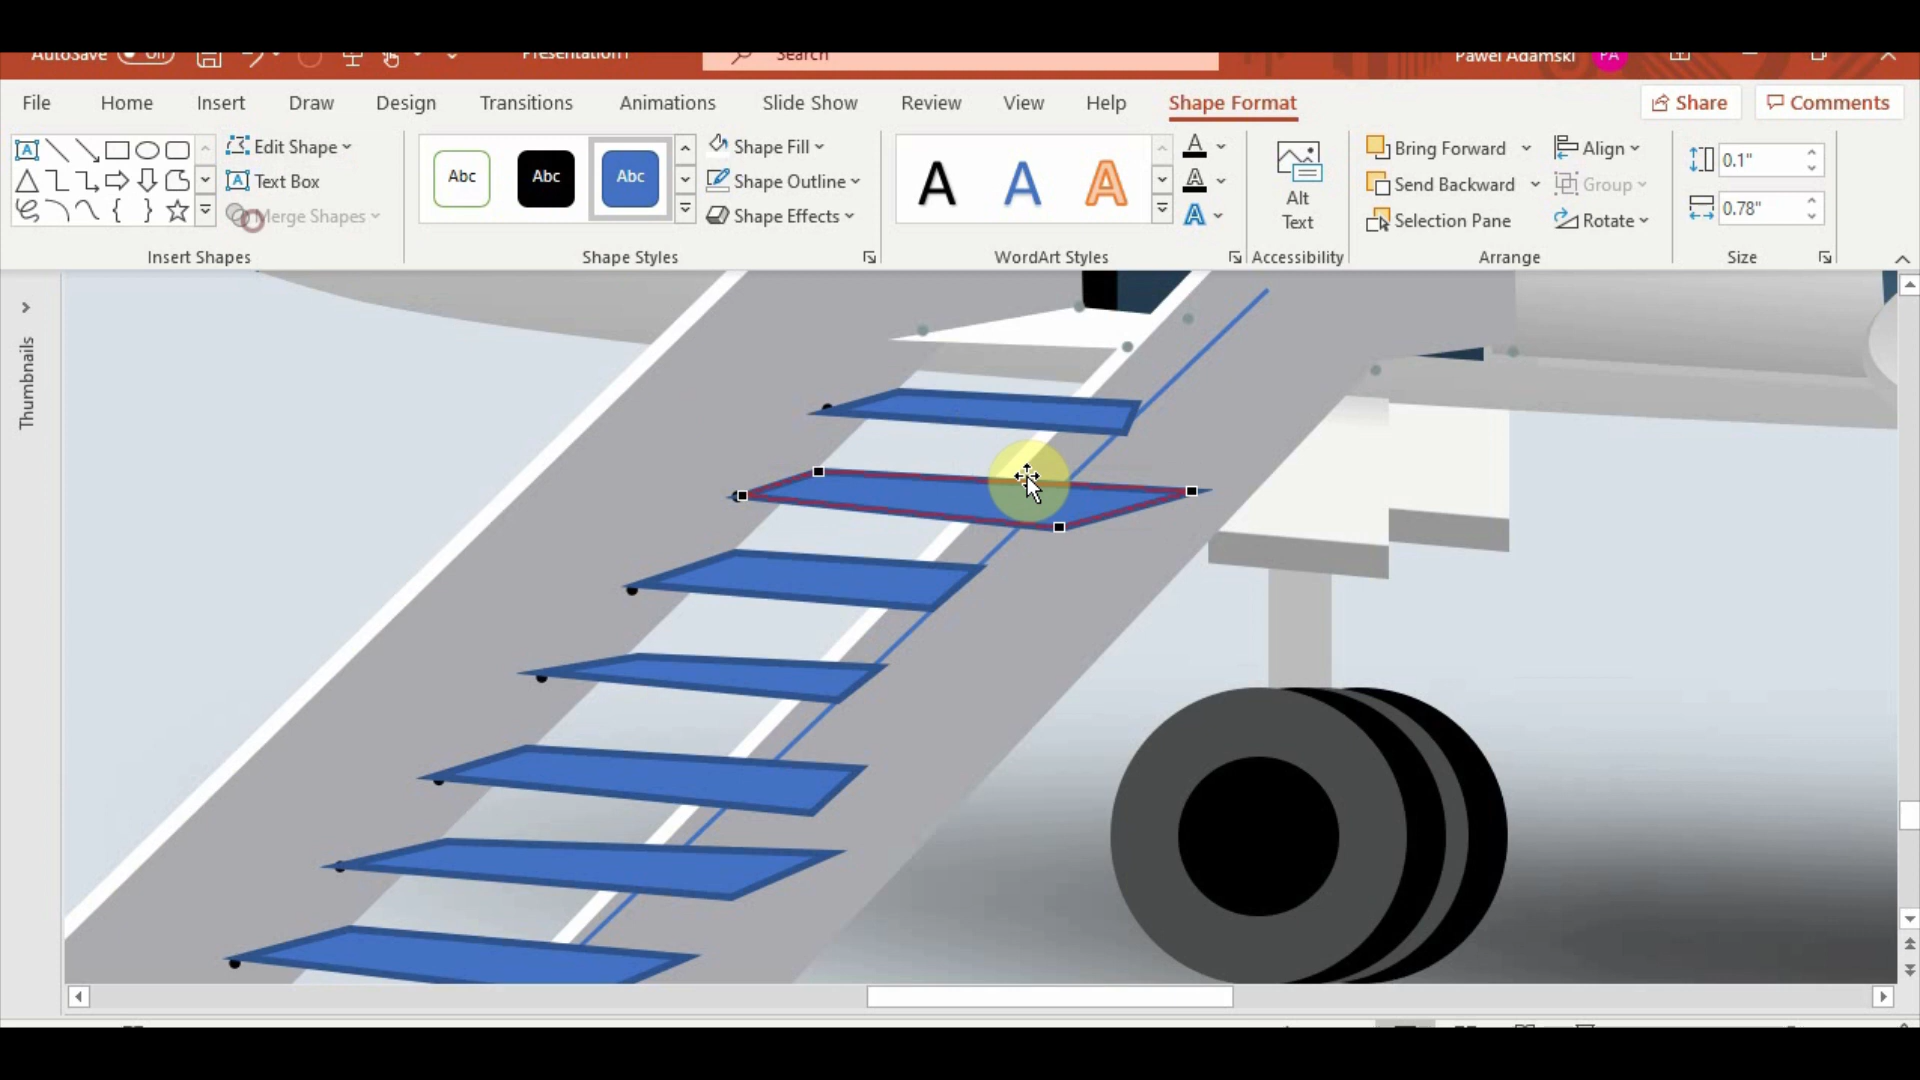 AutoSave Off Presentation1 Search Pawel Adamski PA
File Home Insert Draw Design Transitions Animations Slide Show Review View Help Shape Format Share Comments
A Edit Shape Abc Abc Abc Shape Fill A A A A Bring Forward Align 0.1"
A Text Box Shape Outline A Alt Text Send Backward Group
Merge Shapes Shape Effects A Selection Pane Rotate 0.78"
Insert Shapes Shape Styles WordArt Styles Accessibility Arrange Size
Thumbnails